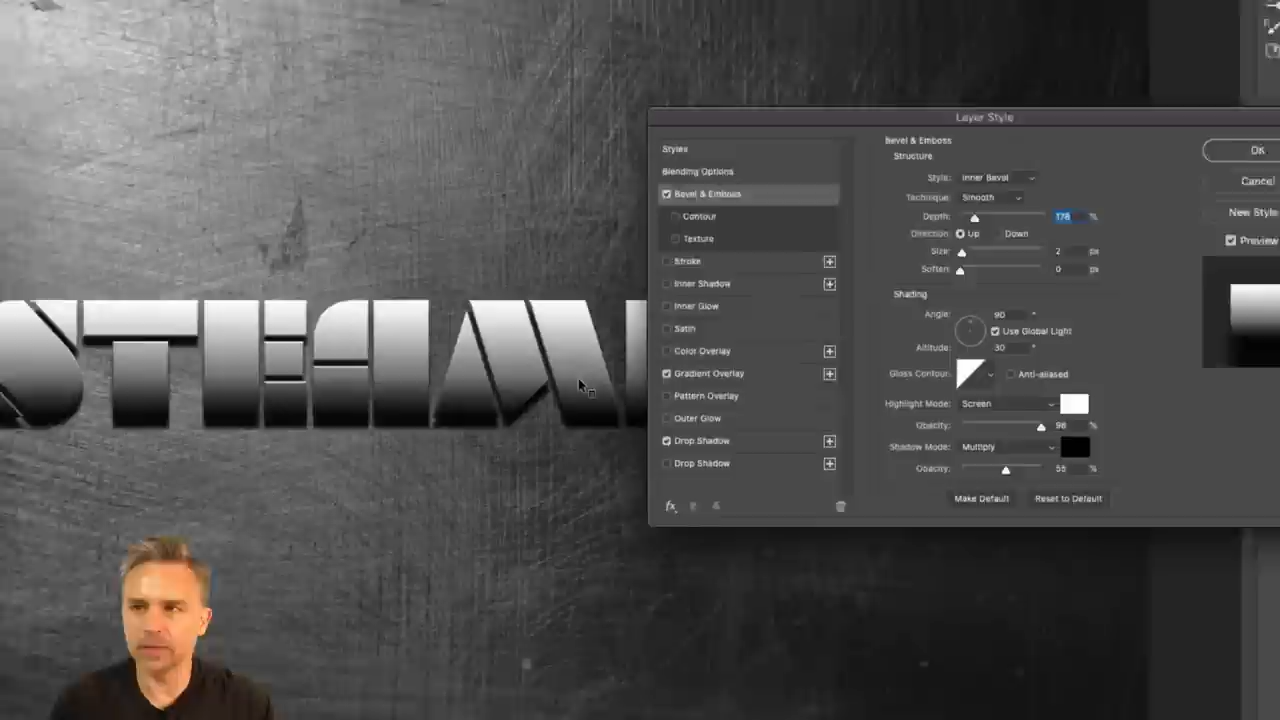 STEAM
Layer Style
Styles
Blending Options
Bevel & Emboss
Contour
Texture
Stroke
Inner Shadow
Inner Glow
Satin
Color Overlay
Gradient Overlay
Pattern Overlay
Outer Glow
Drop Shadow
Drop Shadow
fx
Bevel & Emboss
Structure
Style: Inner Bevel
Technique: Smooth
Depth: 178 %
Direction: Up Down
Size: 2 px
Soften: 0 px
Shading
Angle: 90 °
Use Global Light
Altitude: 30 °
Gloss Contour: Anti-aliased
Highlight Mode: Screen
Opacity: 98 %
Shadow Mode: Multiply
Opacity: 55 %
Make Default Reset to Default
OK
Cancel
New Style
Preview